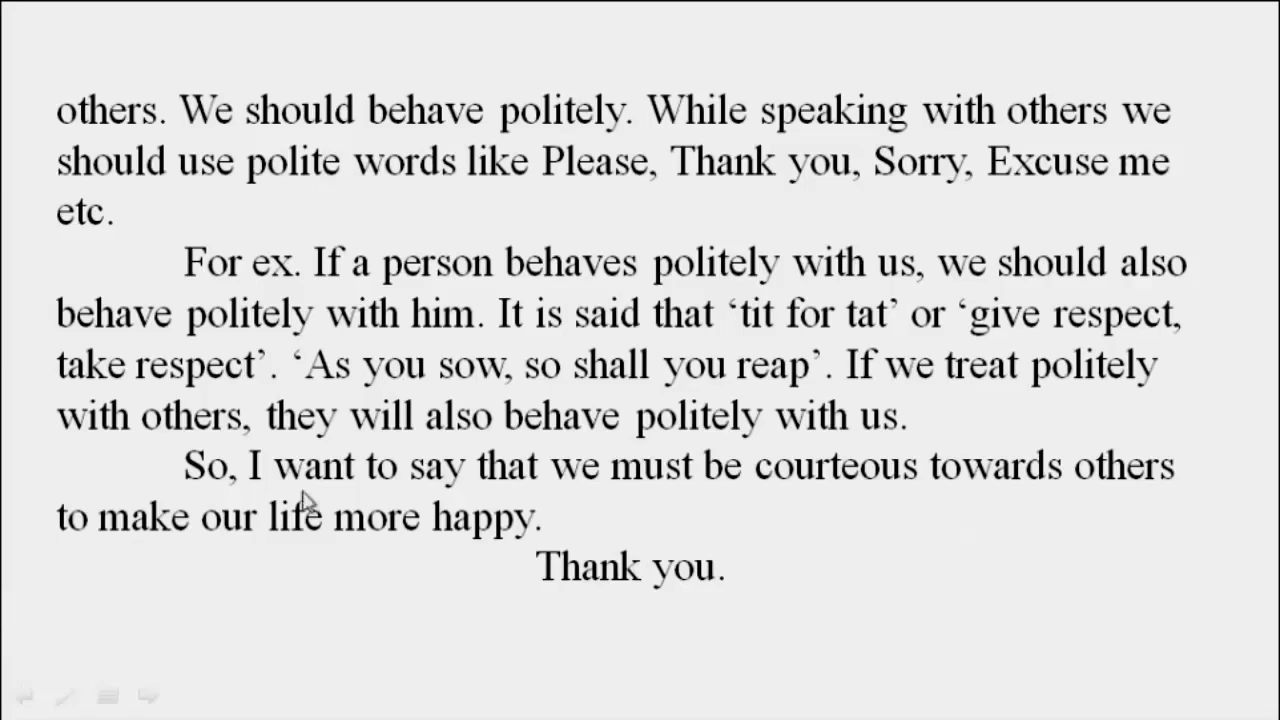 others. We should behave politely. While speaking with others we
should use polite words like Please, Thank you, Sorry, Excuse me
etc.
For ex. If a person behaves politely with us, we should also
behave politely with him. It is said that ‘tit for tat’ or ‘give respect,
take respect’. ‘As you sow, so shall you reap’. If we treat politely
with others, they will also behave politely with us.
So, I want to say that we must be courteous towards others
to make our life more happy.
Thank you.